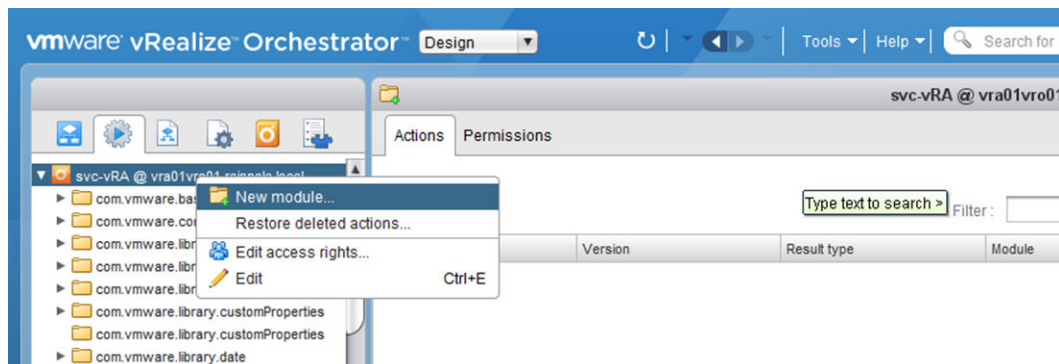 vmware vRealize Orchestrator Design Tools Help Search for
svc-vRA @ vra01vro01
Actions Permissions
svc-vRA @ vra01vro01.rainpole.local
New module...
com.vmware.bas
Type text to search > Filter :
Restore deleted actions...
com.vmware.cor
com.vmware.libr
Version Result type Module
Edit access rights...
com.vmware.libr
Edit Ctrl+E
com.vmware.libr
com.vmware.library.customProperties
com.vmware.library.customProperties
com.vmware.library.date